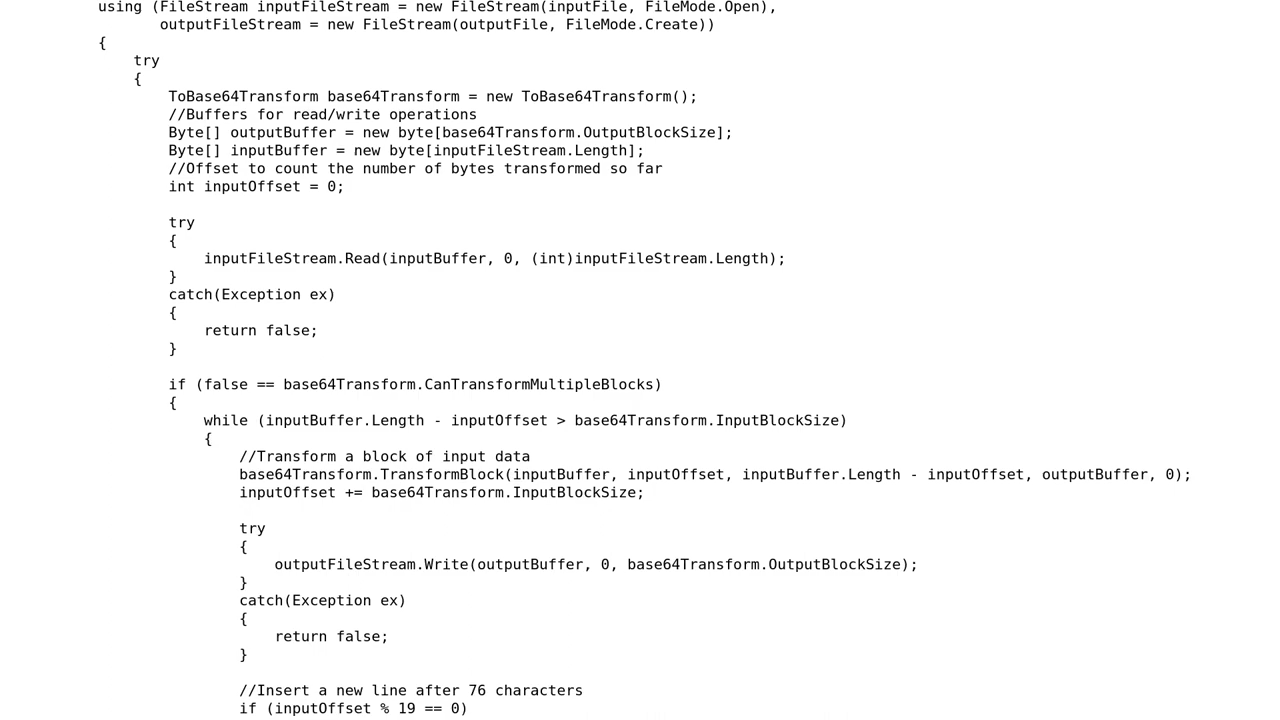 using (FileStream inputFileStream = new FileStream(inputFile, FileMode.Open),
outputFileStream = new FileStream(outputFile, FileMode.Create))
{
try
{
ToBase64Transform base64Transform = new ToBase64Transform();
//Buffers for read/write operations
Byte[] outputBuffer = new byte[base64Transform.OutputBlockSize];
Byte[] inputBuffer = new byte[inputFileStream.Length];
//Offset to count the number of bytes transformed so far
int inputOffset = 0;
try
{
inputFileStream.Read(inputBuffer, 0, (int)inputFileStream.Length);
}
catch(Exception ex)
{
return false;
}
if (false == base64Transform.CanTransformMultipleBlocks)
{
while (inputBuffer.Length - inputOffset > base64Transform.InputBlockSize)
{
//Transform a block of input data
base64Transform.TransformBlock(inputBuffer, inputOffset, inputBuffer.Length - inputOffset, outputBuffer, 0);
inputOffset += base64Transform.InputBlockSize;
try
{
outputFileStream.Write(outputBuffer, 0, base64Transform.OutputBlockSize);
}
catch(Exception ex)
{
return false;
}
//Insert a new line after 76 characters
if (inputOffset % 19 == 0)